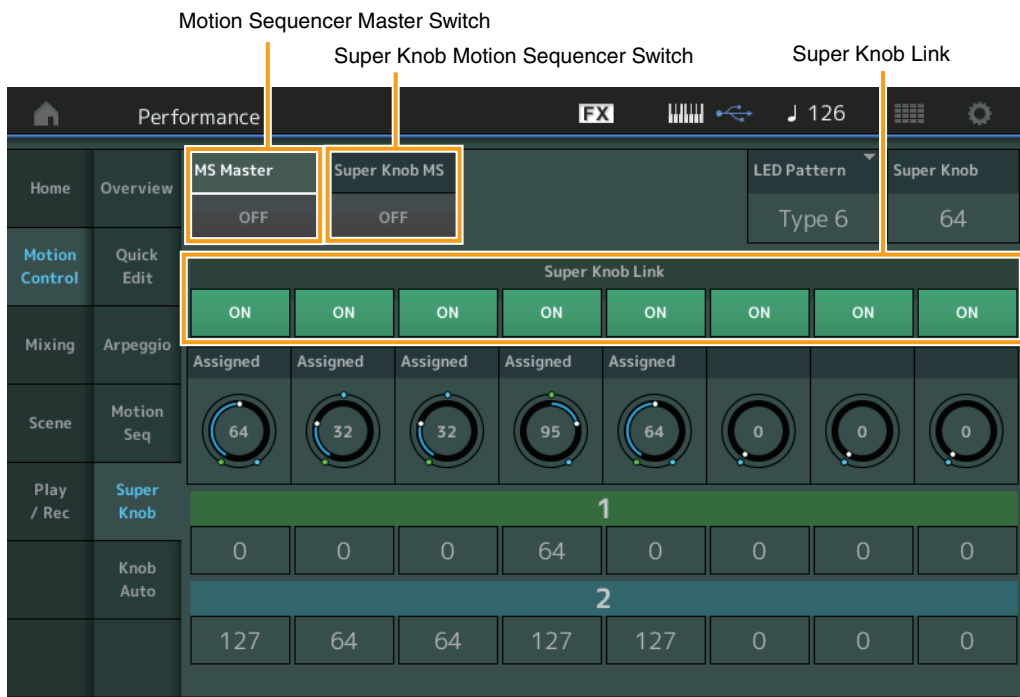 Motion Sequencer Master Switch
Super Knob Motion Sequencer Switch
Super Knob Link
Performance
FX
126
Home
Overview
MS Master
OFF
Super Knob MS
OFF
LED Pattern
Type 6
Super Knob
64
Motion
Control
Quick
Edit
Super Knob Link
ON ON ON ON ON ON ON ON
Mixing
Arpeggio
Assigned Assigned Assigned Assigned Assigned
64 32 32 95 64 0 0 0
Scene
Motion
Seq
Play
/ Rec
Super
Knob
1
0 0 0 64 0 0 0 0
Knob
Auto
2
127 64 64 127 127 0 0 0